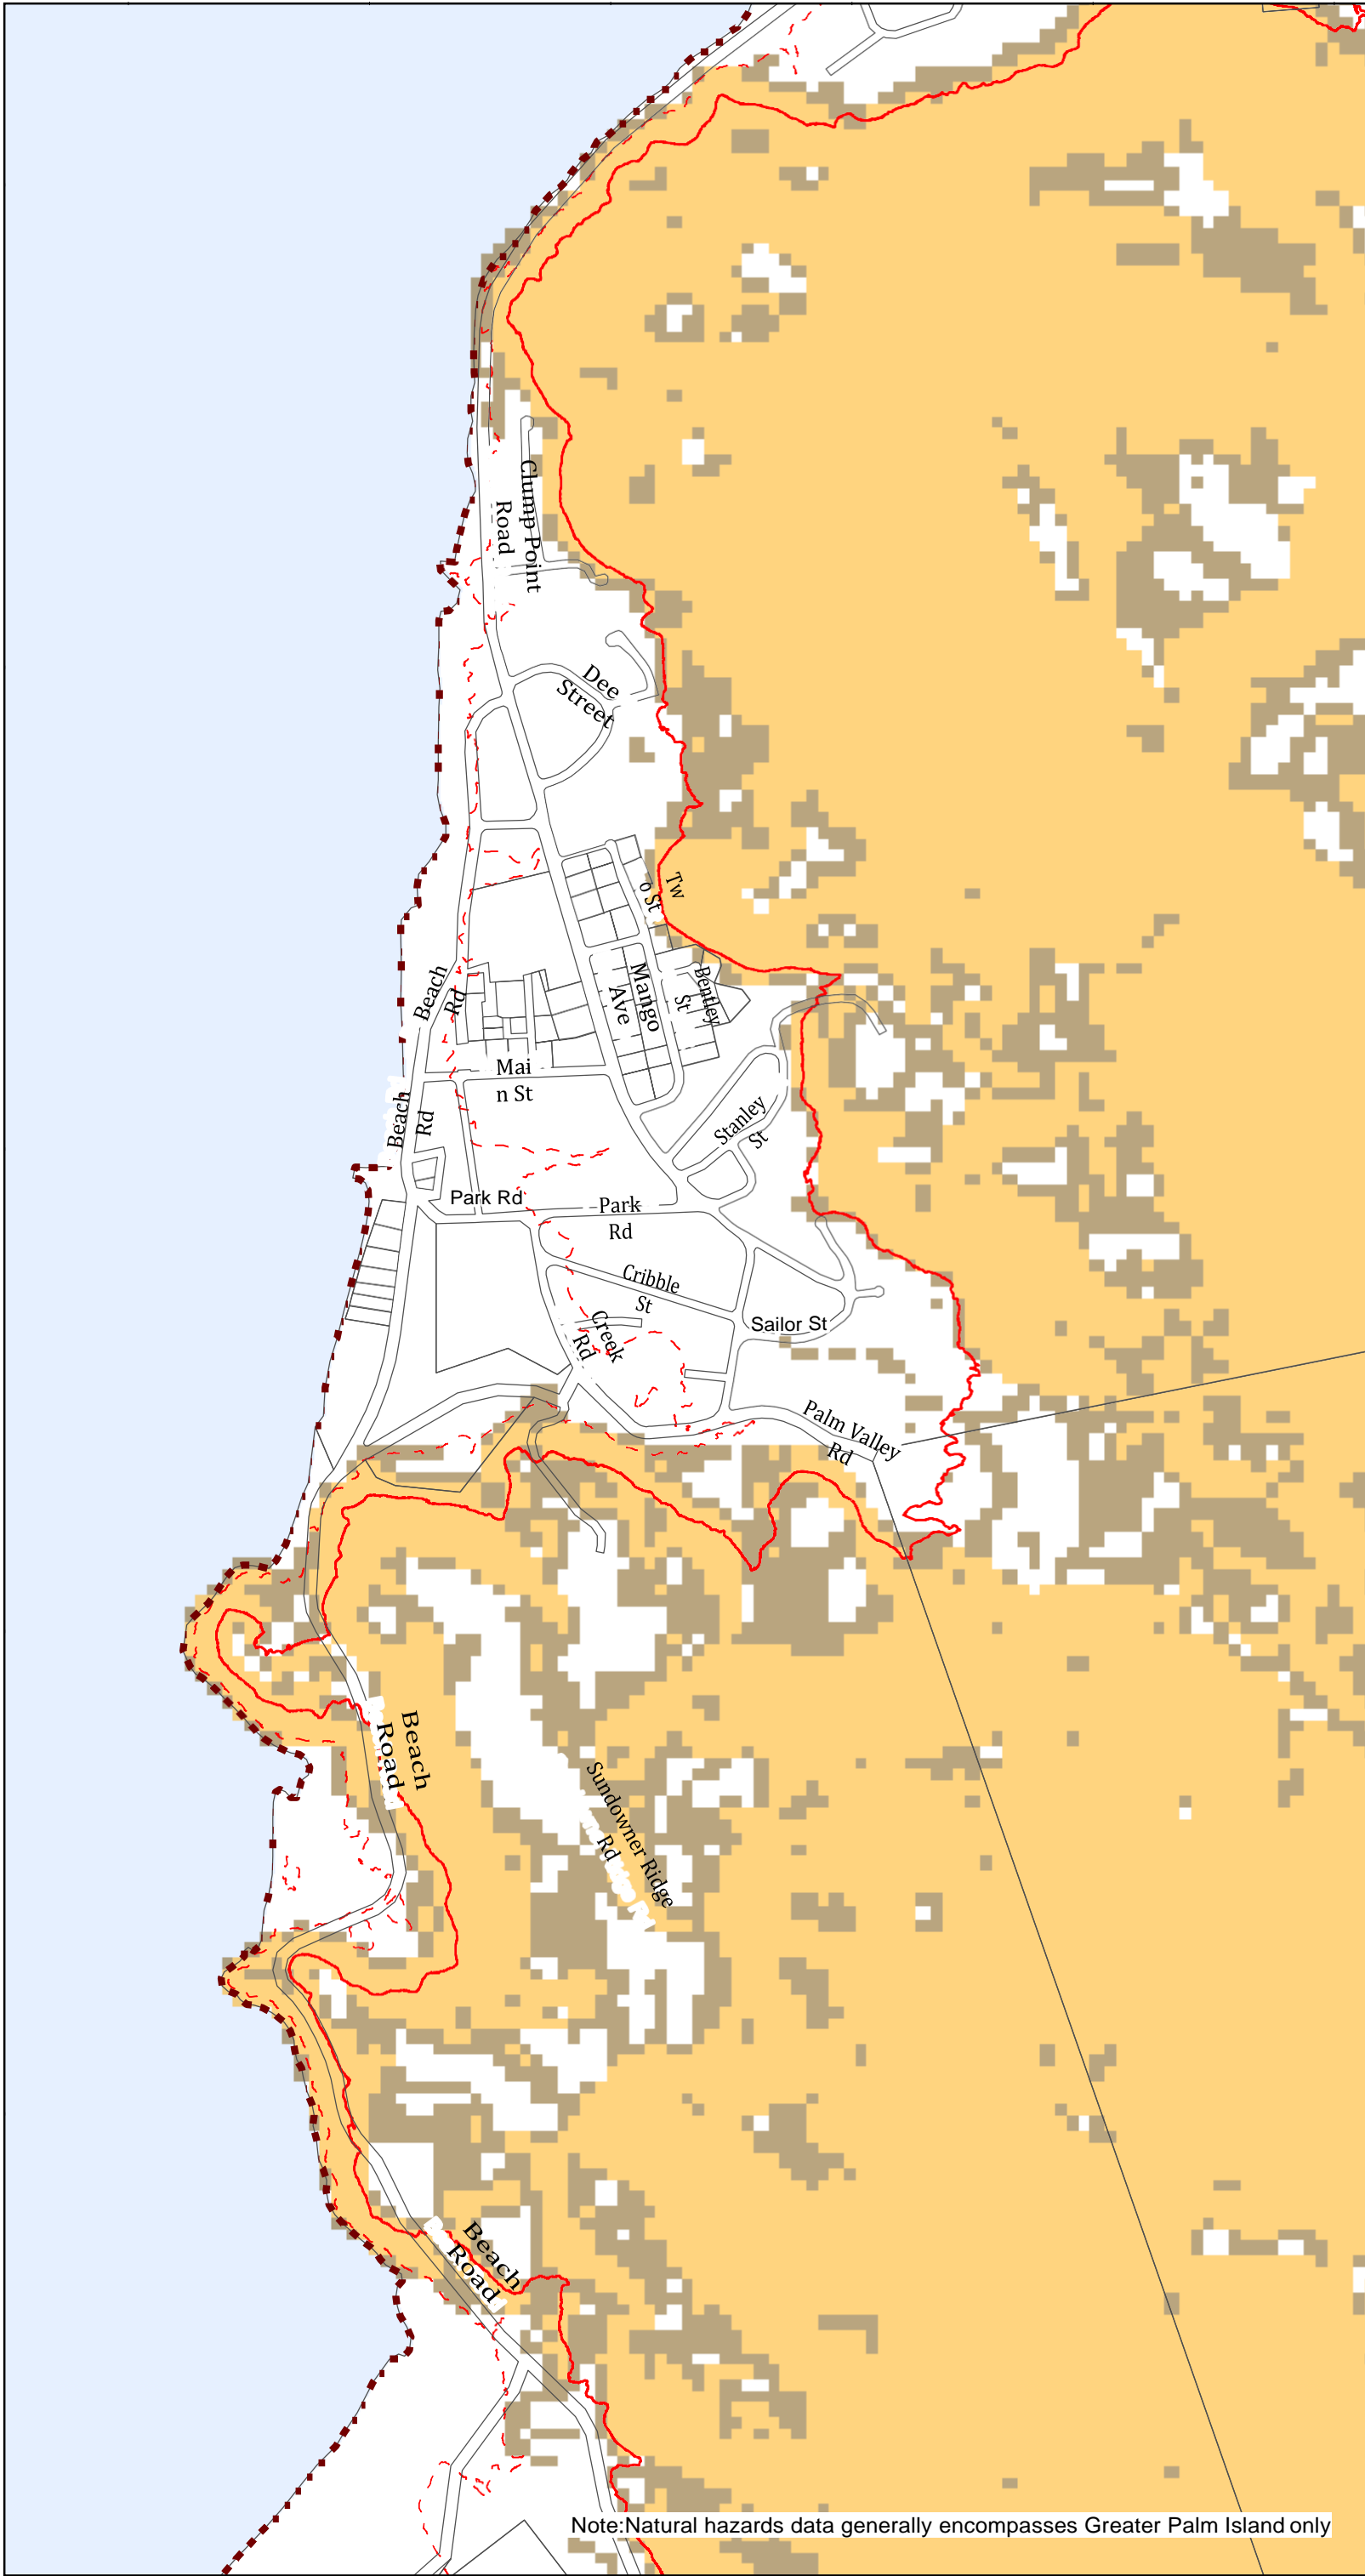 Clump Point
Road
Dee
Street
Tw
o St
Beach
Rd
Mango
Ave
Bentley
St
Mai
n St
Beach
Rd
Stanley
St
Park Rd
Park
Rd
Cribble
St
Creek
Rd
Sailor St
Palm Valley
Rd
Beach
Road
Sundowner Ridge
Rd
Beach
Road
Note:Natural hazards data generally encompasses Greater Palm Island only